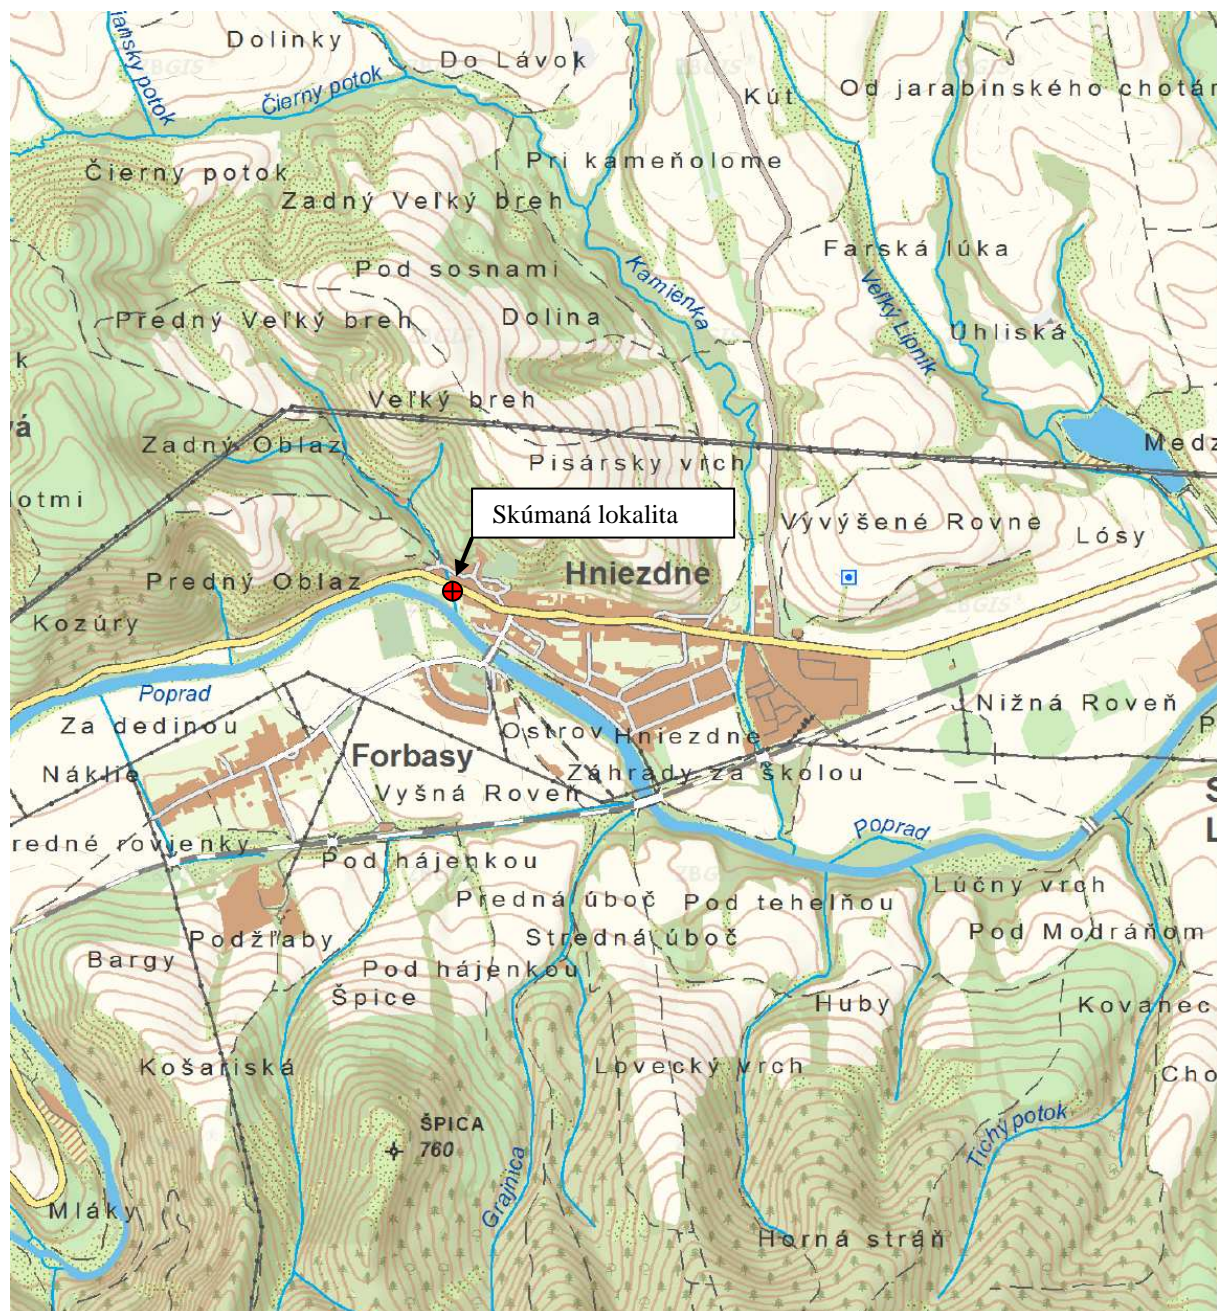 Dolinky
Do Lávok
Čierny potok
Kút
Od jarabinského chotár
Čierny potok
Pri kameňolome
Zadný Veľký breh
Farská lúka
Pod sosnami
Kamienka
Predný Veľký breh
Dolina
Veľký Lipník
Uhliská
k
Veľký breh
á
Zadný Oblaz
Pisársky vrch
Medz
otmi
Skúmaná lokalita
Vyvýšené Rovne
Lósy
Predný Oblaz
Hniezdne
Kozúry
Poprad
Nižná Roveň
Za dedinou
Ostrov
Hniezdne
P
Forbasy
Náklie
Záhrady za školou
Vyšná Roveň
S
L
redné rovienky
Poprad
Pod hájenkou
Lúčny vrch
Predná úboč
Pod tehelňou
Podžľaby
Stredná úboč
Pod Modráňom
Bargy
Pod hájenkou
Špice
Huby
Kovanec
Košariská
Lovecký vrch
Cho
ŠPICA
760
Tichý potok
Grajnica
Mláky
Horná stráň